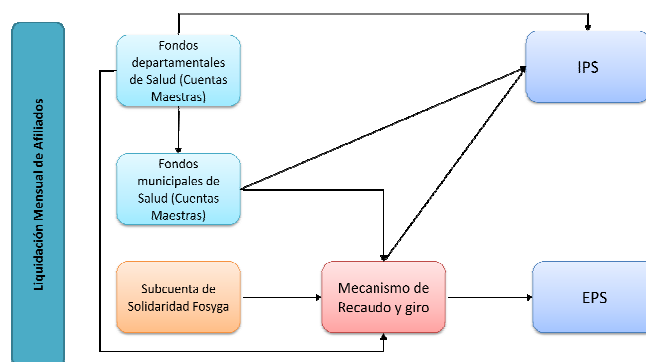 Liquidación Mensual de Afiliados
Fondos
departamentales
de Salud (Cuentas
Maestras)
IPS
Fondos
municipales de
Salud (Cuentas
Maestras)
Subcuenta de
Solidaridad Fosyga
Mecanismo de
Recaudo y giro
EPS